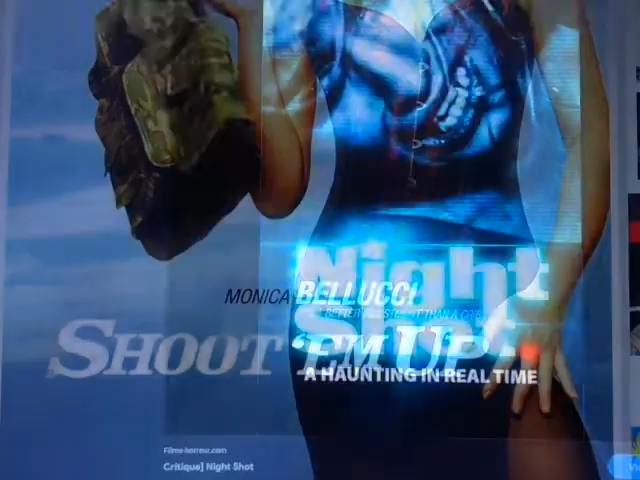 Night
MONICA BELLUCCI
Shot
SHOOT 'EM UP
A HAUNTING IN REAL TIME
Films-horreur.com
Critique] Night Shot